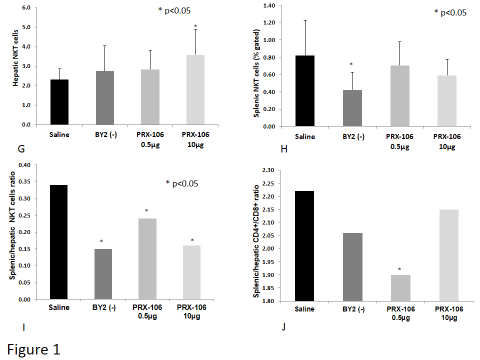 Hepatic NKT cells
6.0
5.0
4.0
3.0
2.0
1.0
0.0
* p<0.05
*
Saline
BY2 (-)
PRX-106
0.5µg
PRX-106
10µg
G
Splenic NKT cells (% gated)
1.20
1.00
0.80
0.60
0.40
0.20
0.00
* p<0.05
*
Saline
BY2 (-)
PRX-106
0.5µg
PRX-106
10µg
H
Splenic/hepatic NKT cells ratio
0.40
0.35
0.30
0.25
0.20
0.15
0.10
0.05
0.00
* p<0.05
*
*
*
Saline
BY2 (-)
PRX-106
0.5µg
PRX-106
10µg
I
Splenic/hepatic CD4+/CD8+ ratio
2.30
2.25
2.20
2.15
2.10
2.05
2.00
1.95
1.90
1.85
1.80
*
Saline
BY2 (-)
PRX-106
0.5µg
PRX-106
10µg
J
Figure 1